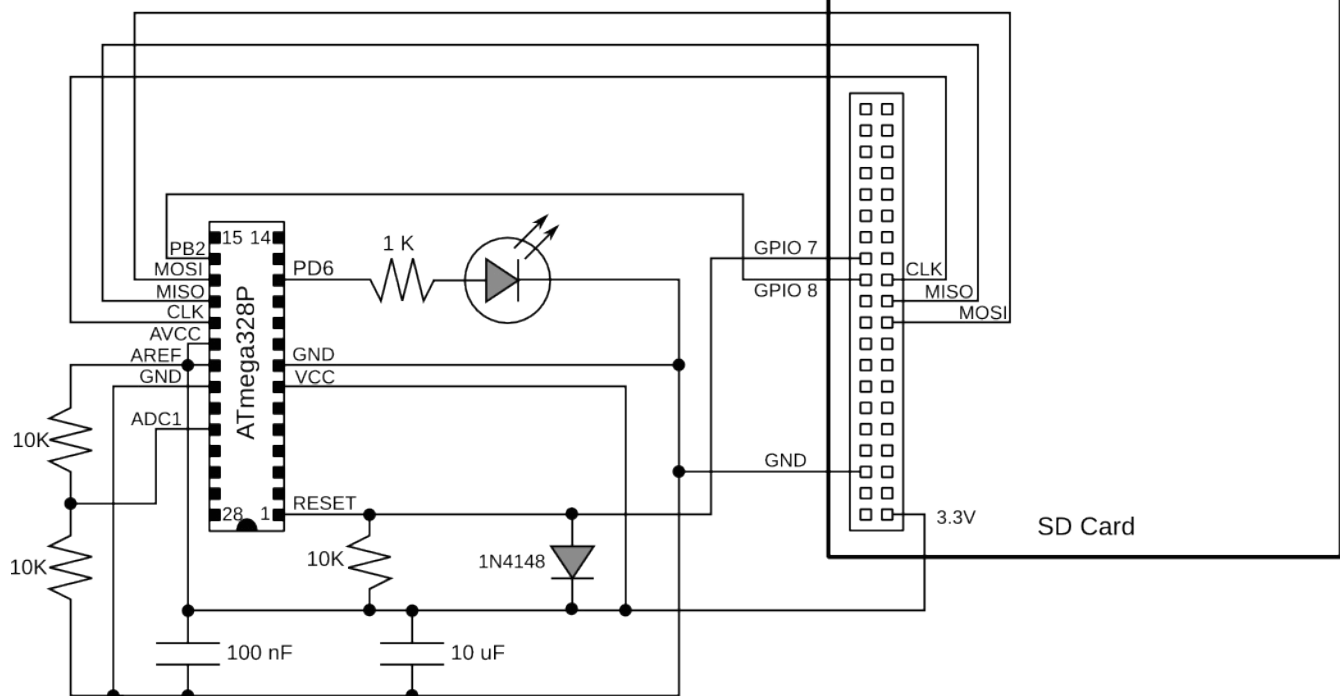 15 14
PB2
1 K
GPIO 7
MOSI
PD6
CLK
MISO
GPIO 8
MISO
CLK
MOSI
AVCC
AREF
GND
GND
VCC
ATmega328P
ADC1
10K
GND
RESET
28 1
3.3V
SD Card
10K
10K
1N4148
100 nF
10 uF